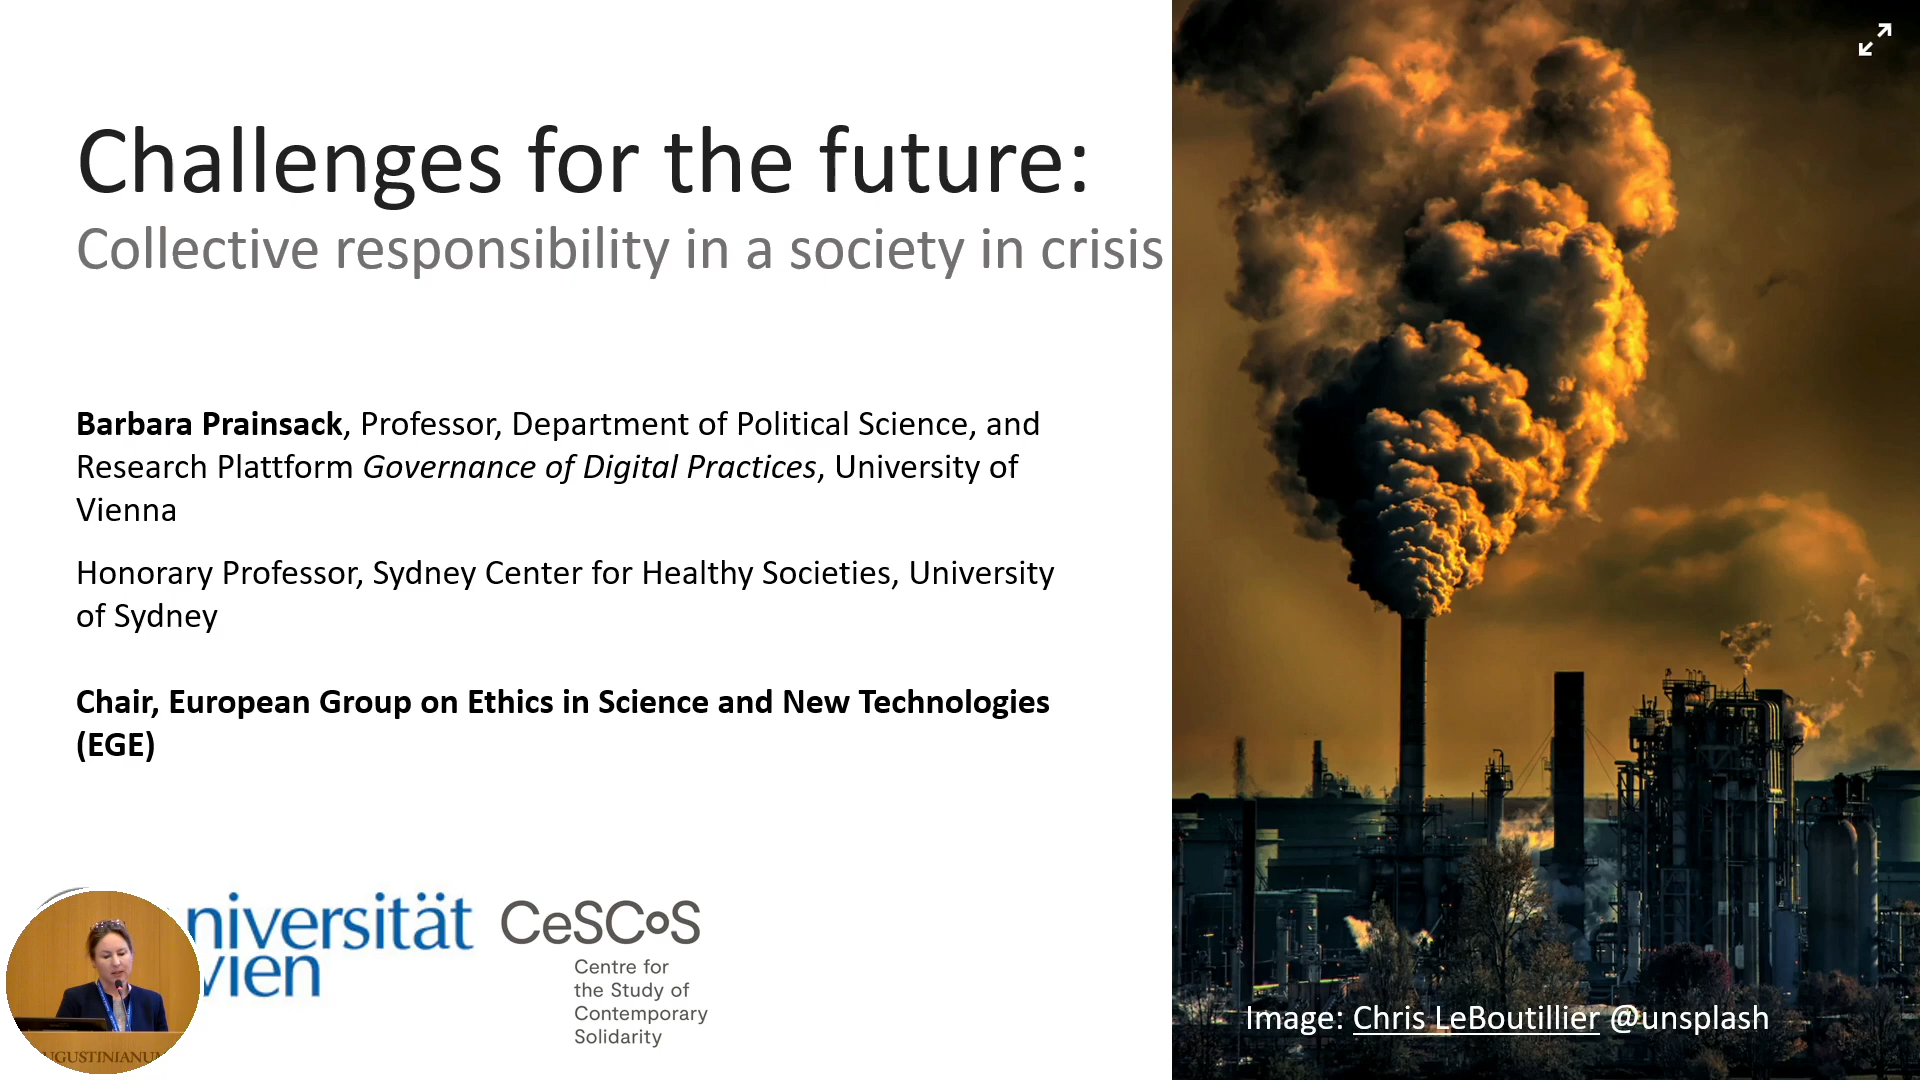 Challenges for the future:
Collective responsibility in a society in crisis
Barbara Prainsack, Professor, Department of Political Science, and
Research Plattform Governance of Digital Practices, University of
Vienna
Honorary Professor, Sydney Center for Healthy Societies, University
of Sydney
Chair, European Group on Ethics in Science and New Technologies
(EGE)
niversität
wien
CeSCoS
Centre for
the Study of
Contemporary
Solidarity
UGUSTINIANU
Image: Chris LeBoutillier @unsplash